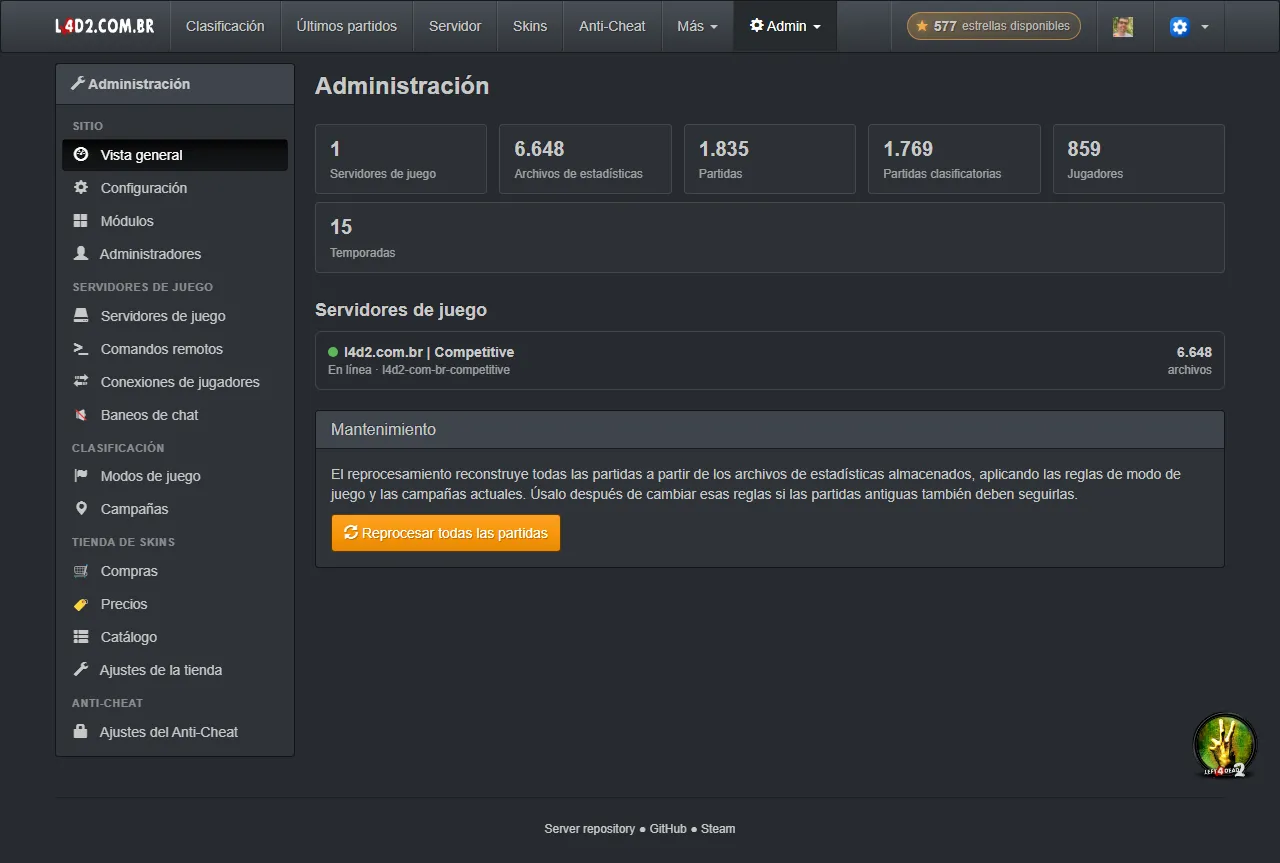 L4D2.COM.BR
Clasificación
Últimos partidos
Servidor
Skins
Anti-Cheat
Más
Admin
577 estrellas disponibles
Administración
SITIO
Vista general
Configuración
Módulos
Administradores
SERVIDORES DE JUEGO
Servidores de juego
Comandos remotos
Conexiones de jugadores
Baneos de chat
CLASIFICACIÓN
Modos de juego
Campañas
TIENDA DE SKINS
Compras
Precios
Catálogo
Ajustes de la tienda
ANTI-CHEAT
Ajustes del Anti-Cheat
Administración
1
Servidores de juego
6.648
Archivos de estadísticas
1.835
Partidas
1.769
Partidas clasificatorias
859
Jugadores
15
Temporadas
Servidores de juego
l4d2.com.br | Competitive
En línea · l4d2-com-br-competitive
6.648
archivos
Mantenimiento
El reprocesamiento reconstruye todas las partidas a partir de los archivos de estadísticas almacenados, aplicando las reglas de modo de
juego y las campañas actuales. Úsalo después de cambiar esas reglas si las partidas antiguas también deben seguirlas.
Reprocesar todas las partidas
LEFT 4 DEAD 2
Server repository ● GitHub ● Steam